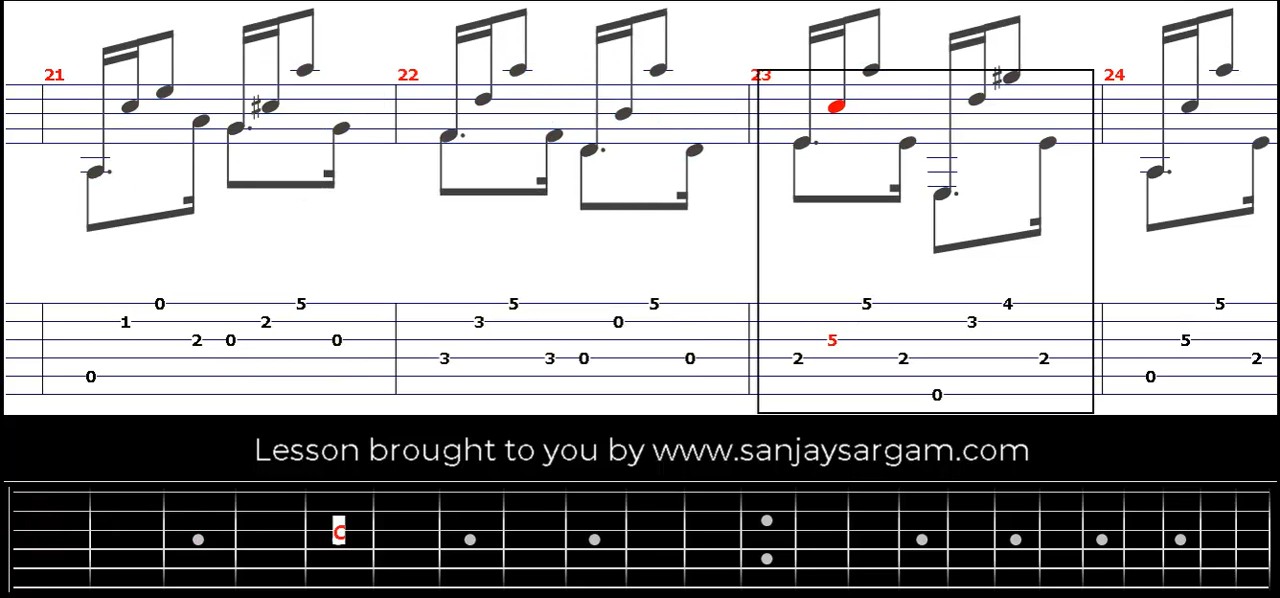 21 22 23 24
0 5 5 5 5 4 5
1 2 3 0 3
2 0 0 5 5
3 3 0 0 2 2 2 2
0 0
0
Lesson brought to you by www.sanjaysargam.com
C